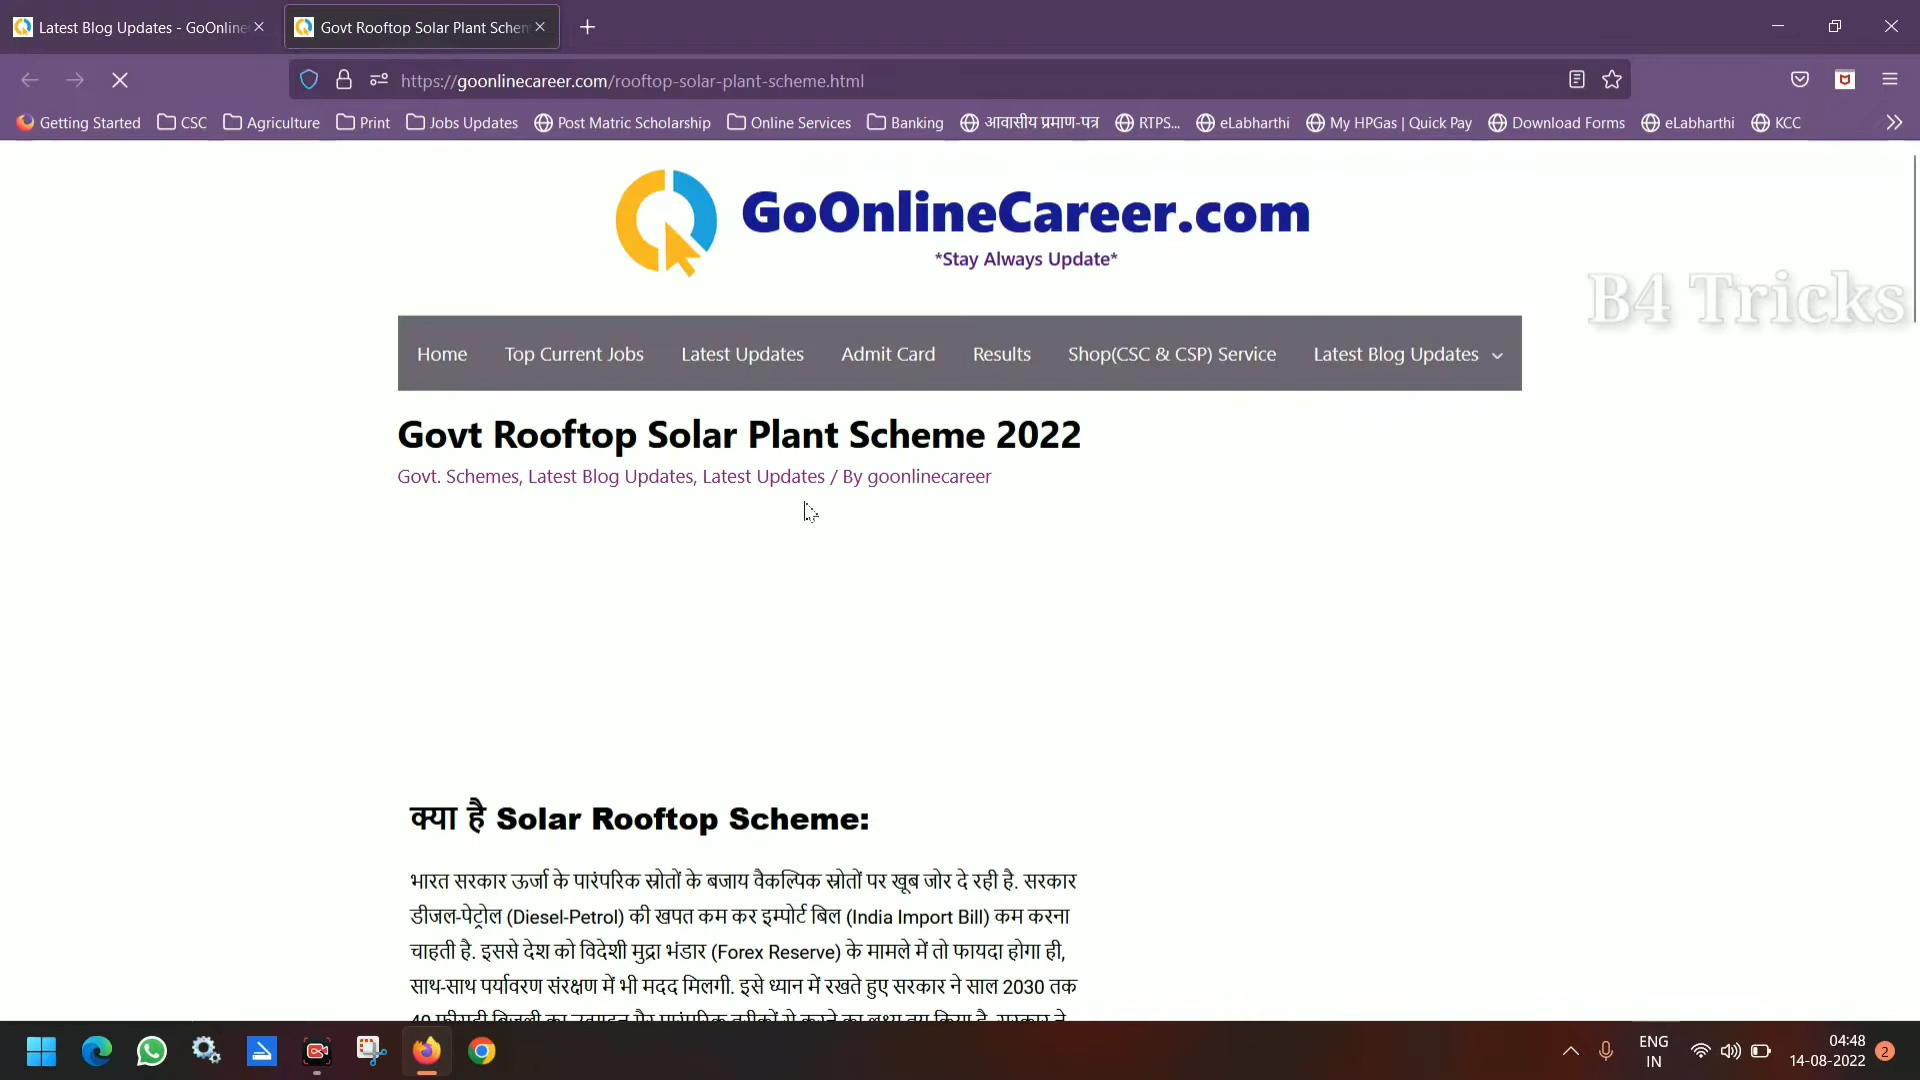 Latest Blog Updates - GoOnline
Govt Rooftop Solar Plant Schem
https://goonlinecareer.com/rooftop-solar-plant-scheme.html
Getting Started
CSC
Agriculture
Print
Jobs Updates
Post Matric Scholarship
Online Services
Banking
आवासीय प्रमाण-पत्र
RTPS...
eLabharthi
My HPGas | Quick Pay
Download Forms
eLabharthi
KCC
GoOnlineCareer.com
*Stay Always Update*
B4 Tricks
Home
Top Current Jobs
Latest Updates
Admit Card
Results
Shop(CSC & CSP) Service
Latest Blog Updates
Govt Rooftop Solar Plant Scheme 2022
Govt. Schemes, Latest Blog Updates, Latest Updates / By goonlinecareer
क्या है Solar Rooftop Scheme:
भारत सरकार ऊर्जा के पारंपरिक स्रोतों के बजाय वैकल्पिक स्रोतों पर खूब जोर दे रही है. सरकार
डीजल-पेट्रोल (Diesel-Petrol) की खपत कम कर इम्पोर्ट बिल (India Import Bill) कम करना
चाहती है. इससे देश को विदेशी मुद्रा भंडार (Forex Reserve) के मामले में तो फायदा होगा ही,
साथ-साथ पर्यावरण संरक्षण में भी मदद मिलगी. इसे ध्यान में रखते हुए सरकार ने साल 2030 तक
ENG
IN
04:48
14-08-2022
2